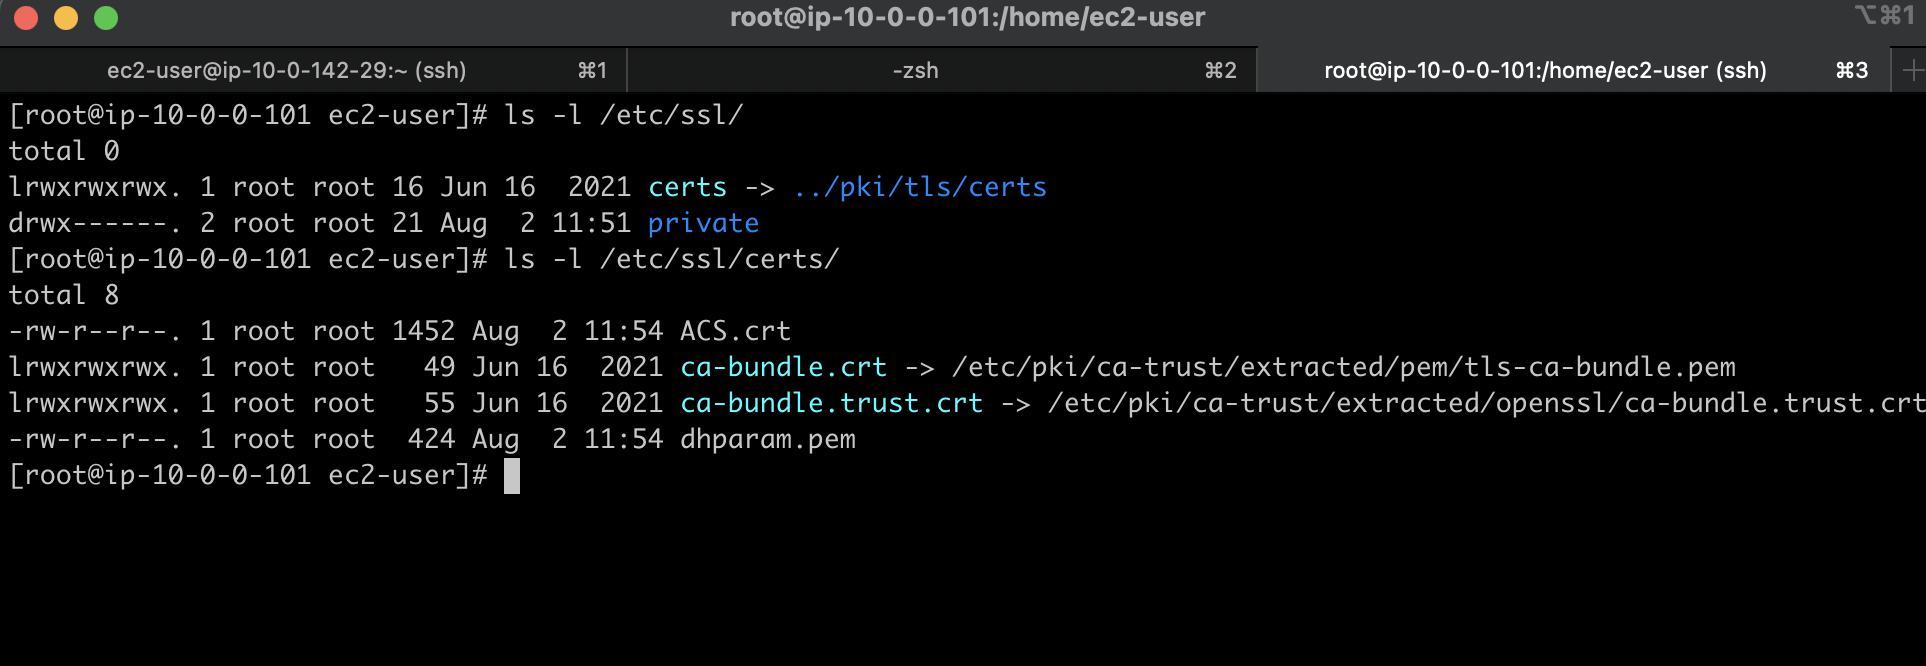 root@ip-10-0-0-101:/home/ec2-user
⌥⌘1
ec2-user@ip-10-0-142-29:~ (ssh) ⌘1
-zsh ⌘2
root@ip-10-0-0-101:/home/ec2-user (ssh) ⌘3
[root@ip-10-0-0-101 ec2-user]# ls -l /etc/ssl/
total 0
lrwxrwxrwx. 1 root root 16 Jun 16  2021 certs -> ../pki/tls/certs
drwx------. 2 root root 21 Aug  2 11:51 private
[root@ip-10-0-0-101 ec2-user]# ls -l /etc/ssl/certs/
total 8
-rw-r--r--. 1 root root 1452 Aug  2 11:54 ACS.crt
lrwxrwxrwx. 1 root root   49 Jun 16  2021 ca-bundle.crt -> /etc/pki/ca-trust/extracted/pem/tls-ca-bundle.pem
lrwxrwxrwx. 1 root root   55 Jun 16  2021 ca-bundle.trust.crt -> /etc/pki/ca-trust/extracted/openssl/ca-bundle.trust.crt
-rw-r--r--. 1 root root  424 Aug  2 11:54 dhparam.pem
[root@ip-10-0-0-101 ec2-user]#